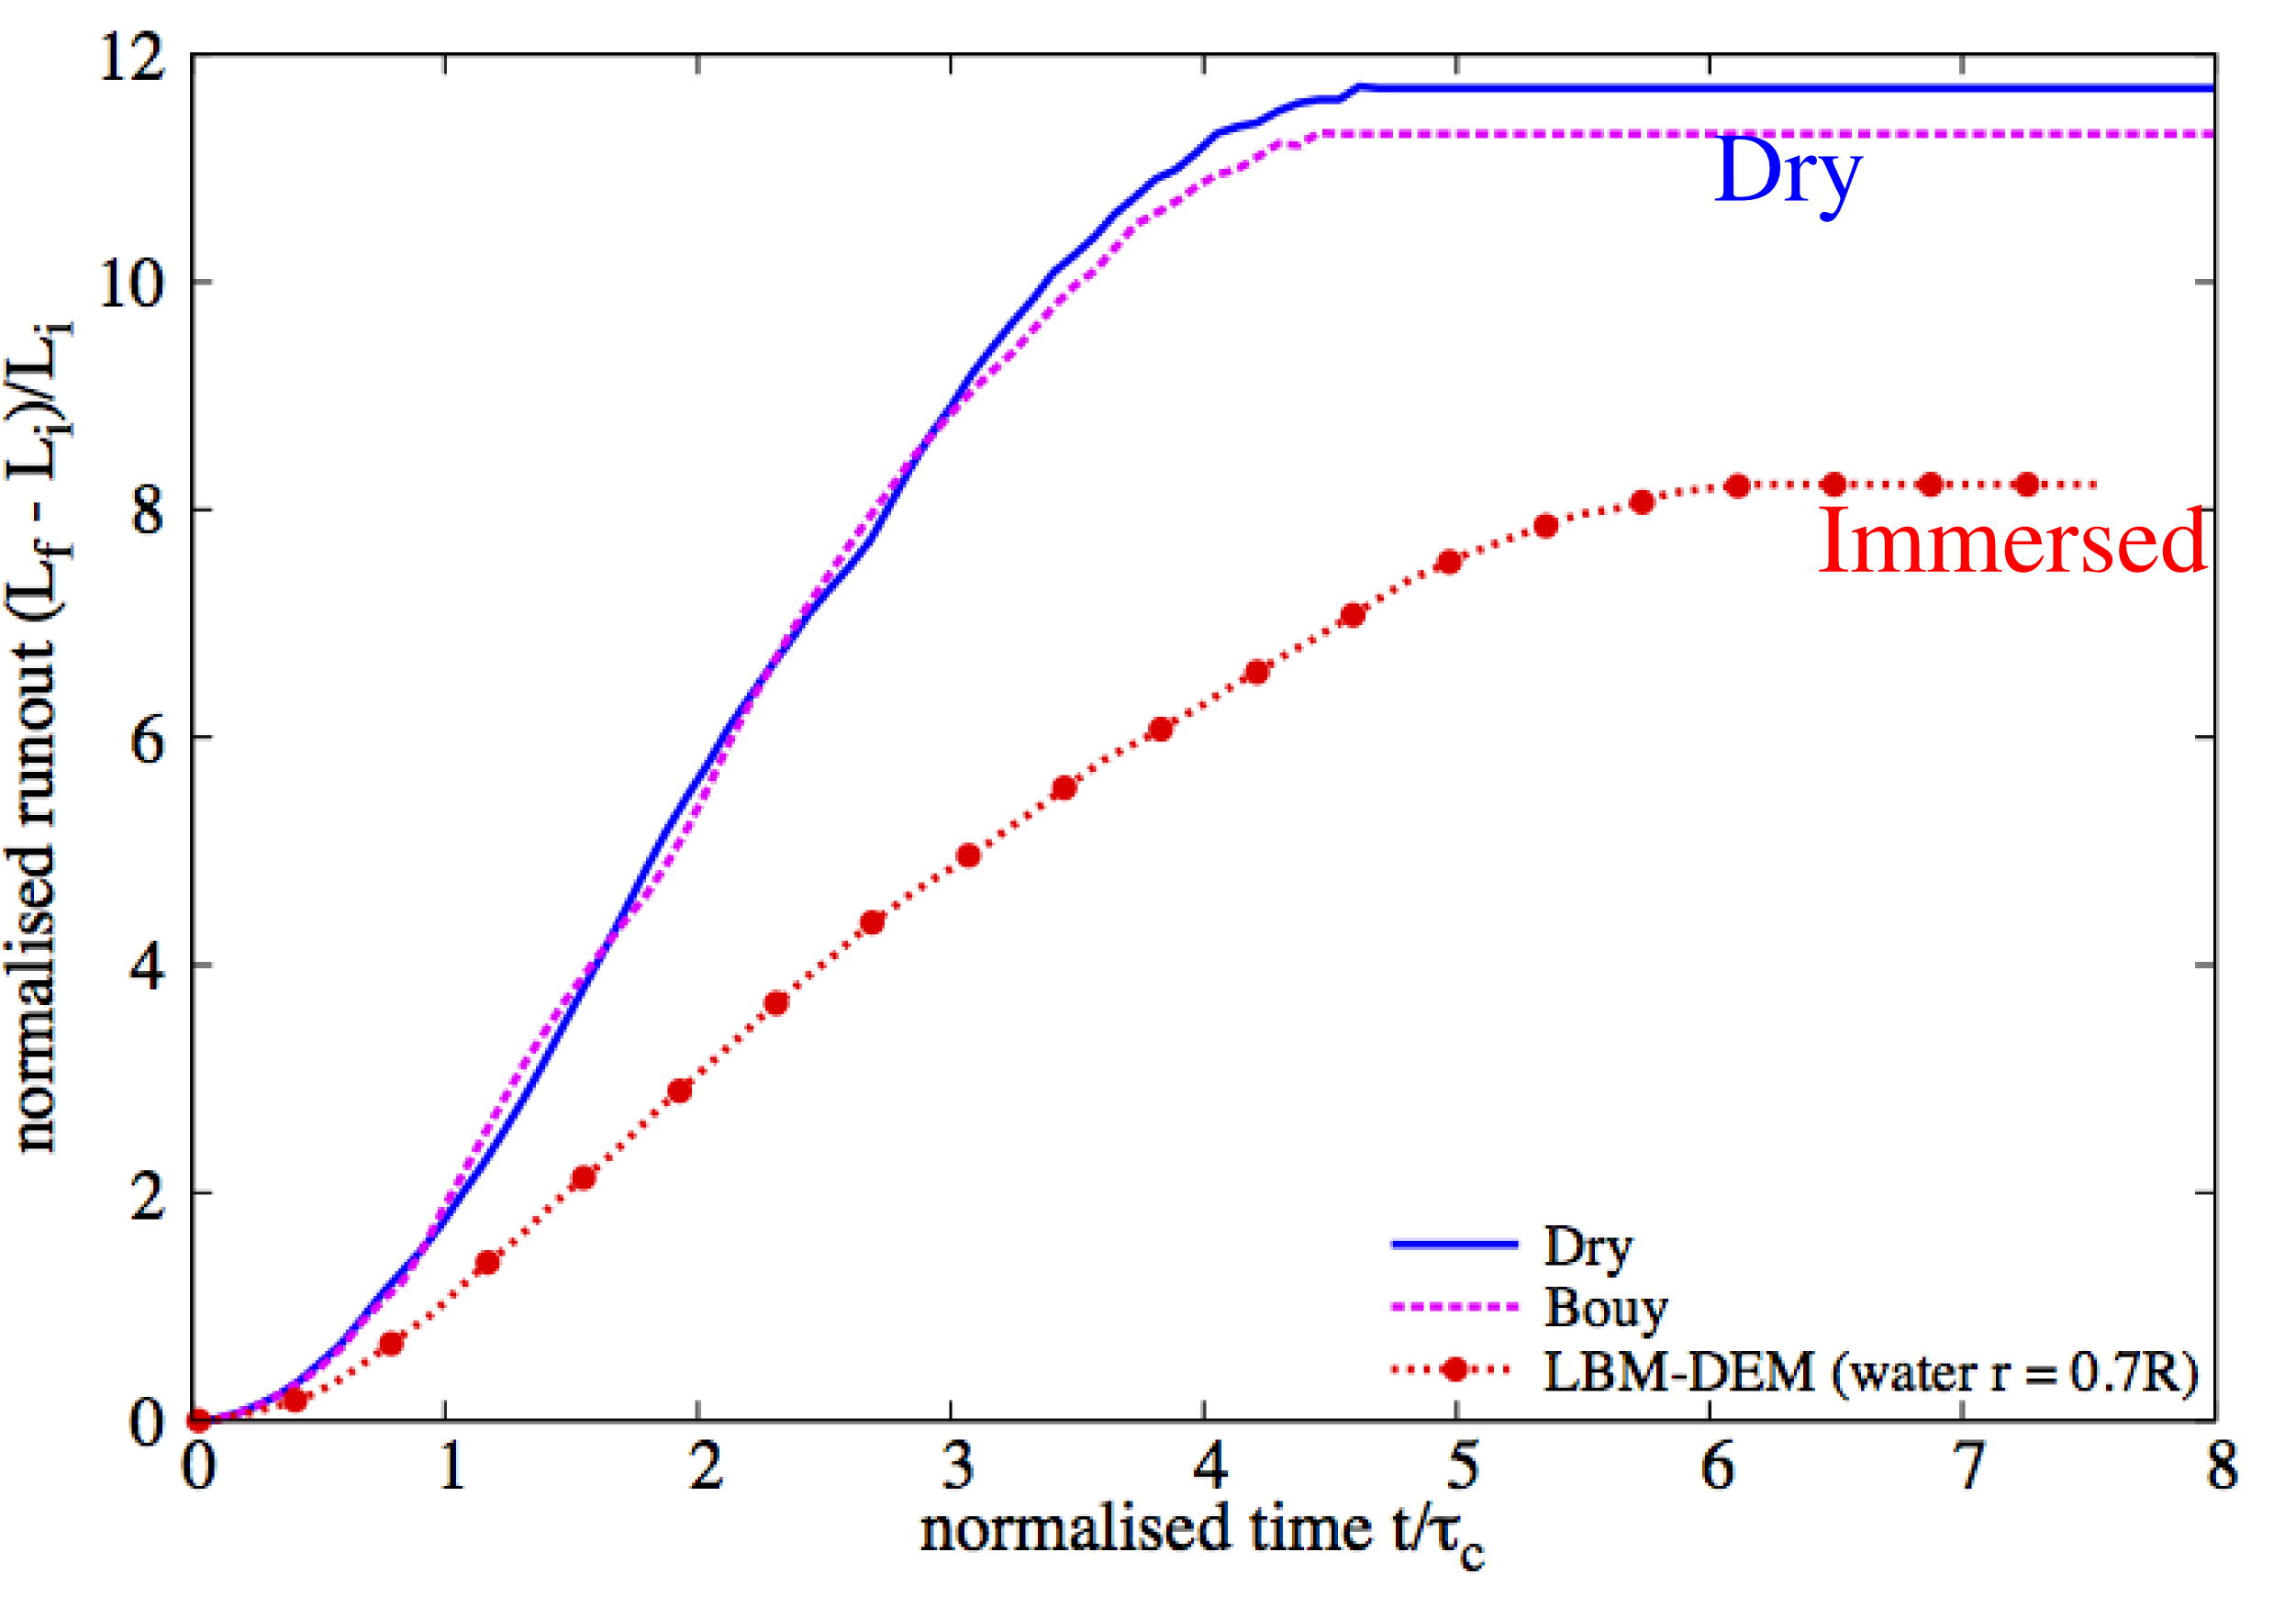 12
10
8
6
4
2
0
normalised runout (Lf - Li)/Li
Dry
Immersed
Dry
Bouy
LBM-DEM (water r = 0.7R)
0 1 2 3 4 5 6 7 8
normalised time t/τc